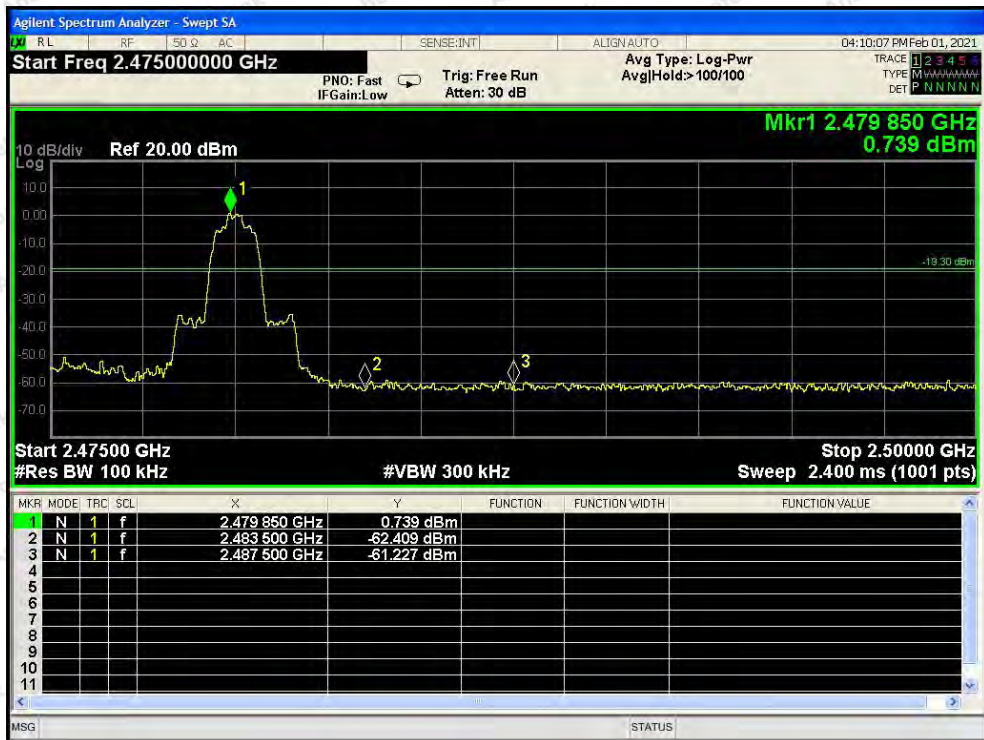 Agilent Spectrum Analyzer - Swept SA
LXI RL RF 50 Ω AC SENSE:INT ALIGN AUTO 04:10:07 PM Feb 01, 2021
Start Freq 2.475000000 GHz
PNO: Fast Trig: Free Run Avg Type: Log-Pwr TRACE 1 2 3 4 5 6
IFGain:Low Atten: 30 dB Avg|Hold:>100/100 TYPE M
DET P N N N N N
Mkr1 2.479 850 GHz
0.739 dBm
10 dB/div Ref 20.00 dBm
Log
10.0
1
0.00
-10.0
-20.0
-19.30 dBm
-30.0
-40.0
-50.0
2
3
-60.0
-70.0
Start 2.47500 GHz Stop 2.50000 GHz
#Res BW 100 kHz #VBW 300 kHz Sweep 2.400 ms (1001 pts)
MKR MODE TRC SCL X Y FUNCTION FUNCTION WIDTH FUNCTION VALUE
1 N 1 f 2.479 850 GHz 0.739 dBm
2 N 1 f 2.483 500 GHz -62.409 dBm
3 N 1 f 2.487 500 GHz -61.227 dBm
4
5
6
7
8
9
10
11
MSG STATUS